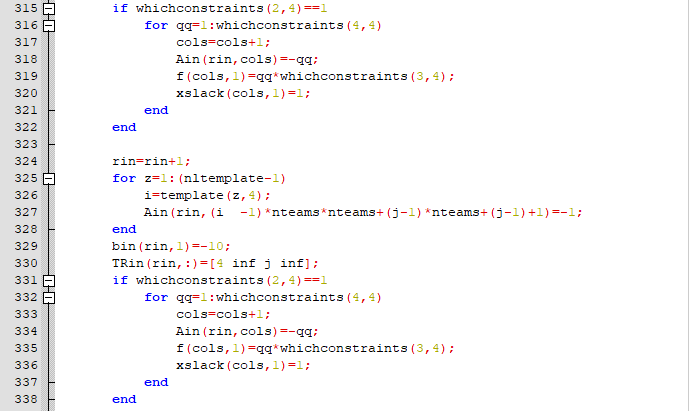 315 if whichconstraints(2,4)==1
316 for qq=1:whichconstraints(4,4)
317 cols=cols+1;
318 Ain(rin,cols)=-qq;
319 f(cols,1)=qq*whichconstraints(3,4);
320 xslack(cols,1)=1;
321 end
322 end
323
324 rin=rin+1;
325 for z=1:(nltemplate-1)
326 i=template(z,4);
327 Ain(rin,(i  -1)*nteams*nteams+(j-1)*nteams+(j-1)+1)=-1;
328 end
329 bin(rin,1)=-10;
330 TRin(rin,:)=[4 inf j inf];
331 if whichconstraints(2,4)==1
332 for qq=1:whichconstraints(4,4)
333 cols=cols+1;
334 Ain(rin,cols)=-qq;
335 f(cols,1)=qq*whichconstraints(3,4);
336 xslack(cols,1)=1;
337 end
338 end